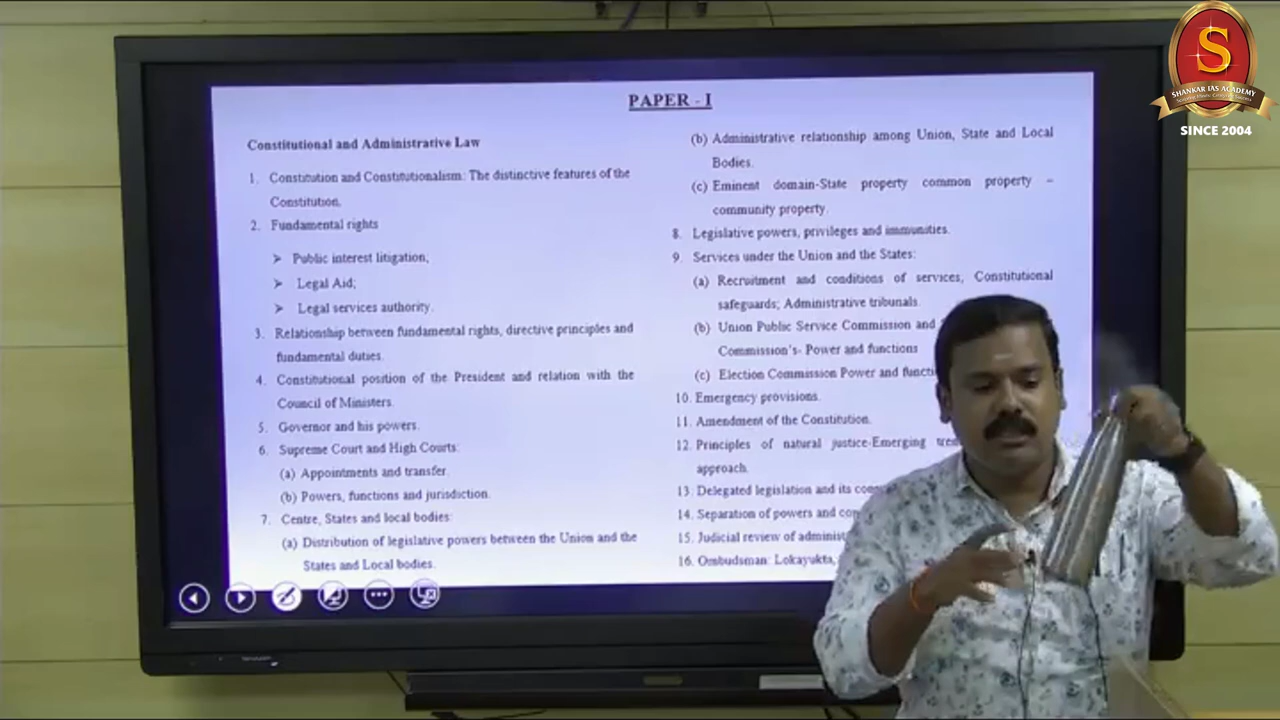 PAPER - I
Constitutional and Administrative Law
1. Constitution and Constitutionalism: The distinctive features of the
Constitution.
2. Fundamental rights
➢ Public interest litigation;
➢ Legal Aid;
➢ Legal services authority.
3. Relationship between fundamental rights, directive principles and
fundamental duties.
4. Constitutional position of the President and relation with the
Council of Ministers.
5. Governor and his powers.
6. Supreme Court and High Courts:
(a) Appointments and transfer.
(b) Powers, functions and jurisdiction.
7. Centre, States and local bodies:
(a) Distribution of legislative powers between the Union and the
States and Local bodies.
(b) Administrative relationship among Union, State and Local
Bodies.
(c) Eminent domain-State property common property –
community property.
8. Legislative powers, privileges and immunities.
9. Services under the Union and the States:
(a) Recruitment and conditions of services; Constitutional
safeguards; Administrative tribunals.
(b) Union Public Service Commission and
Commission's- Power and functions
(c) Election Commission Power and functi
10. Emergency provisions.
11. Amendment of the Constitution.
12. Principles of natural justice-Emerging
approach.
13. Delegated legislation and its
14. Separation of powers and
15. Judicial review of administ
16. Ombudsman: Lokayukta,
S
SHANKAR IAS ACADEMY
SINCE 2004